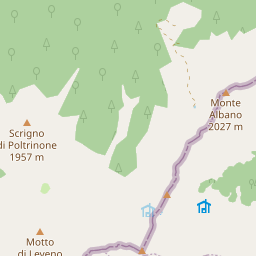 Monte
Albano
2027 m
Scrigno
di Poltrinone
1957 m
Motto
di Leveno